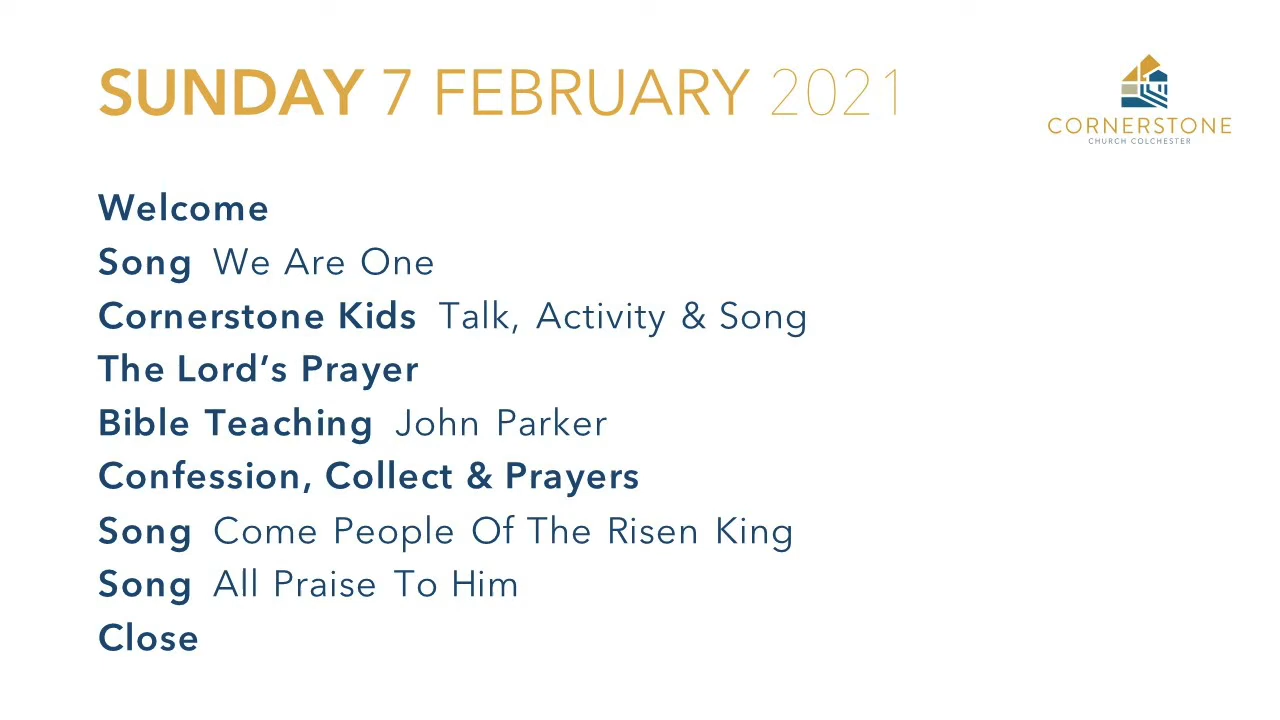 SUNDAY 7 FEBRUARY 2021
CORNERSTONE
CHURCH COLCHESTER
Welcome
Song We Are One
Cornerstone Kids Talk, Activity & Song
The Lord’s Prayer
Bible Teaching John Parker
Confession, Collect & Prayers
Song Come People Of The Risen King
Song All Praise To Him
Close